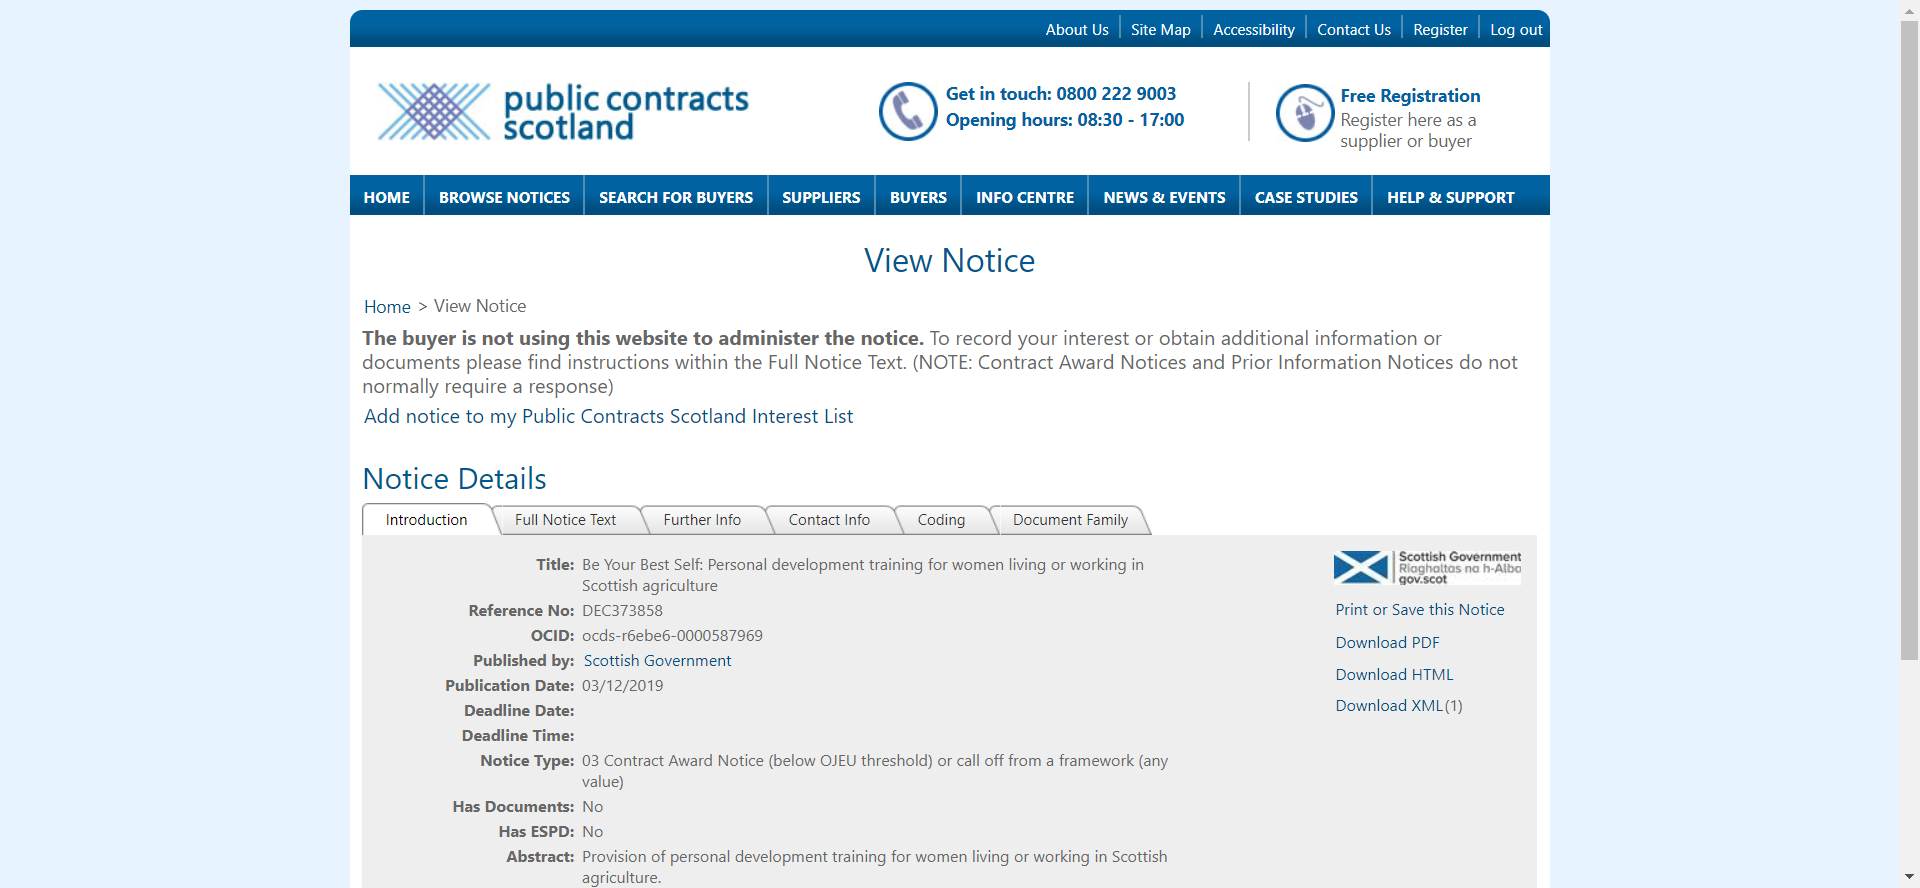 About Us
Site Map
Accessibility
Contact Us
Register
Log out
public contracts
scotland
Get in touch: 0800 222 9003
Opening hours: 08:30 - 17:00
Free Registration
Register here as a
supplier or buyer
HOME
BROWSE NOTICES
SEARCH FOR BUYERS
SUPPLIERS
BUYERS
INFO CENTRE
NEWS & EVENTS
CASE STUDIES
HELP & SUPPORT
View Notice
Home > View Notice
The buyer is not using this website to administer the notice. To record your interest or obtain additional information or
documents please find instructions within the Full Notice Text. (NOTE: Contract Award Notices and Prior Information Notices do not
normally require a response)
Add notice to my Public Contracts Scotland Interest List
Notice Details
Introduction
Full Notice Text
Further Info
Contact Info
Coding
Document Family
Title: Be Your Best Self: Personal development training for women living or working in
Scottish agriculture
Reference No: DEC373858
OCID: ocds-r6ebe6-0000587969
Published by: Scottish Government
Publication Date: 03/12/2019
Deadline Date:
Deadline Time:
Notice Type: 03 Contract Award Notice (below OJEU threshold) or call off from a framework (any
value)
Has Documents: No
Has ESPD: No
Abstract: Provision of personal development training for women living or working in Scottish
agriculture.
Scottish Government
Riaghaltas na h-Alba
gov.scot
Print or Save this Notice
Download PDF
Download HTML
Download XML(1)